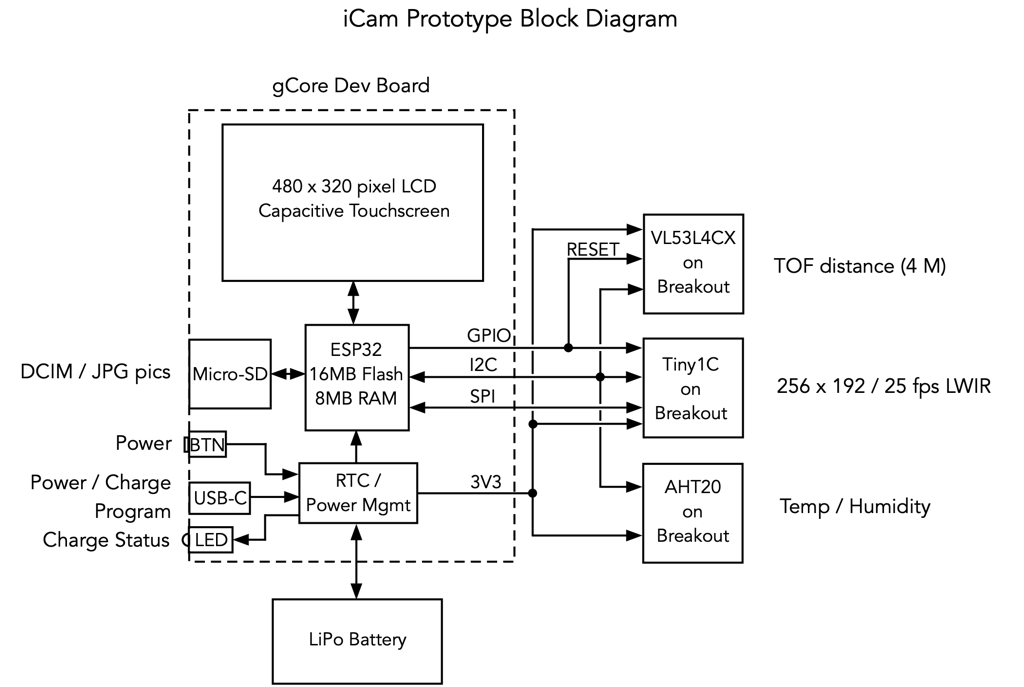 iCam Prototype Block Diagram
gCore Dev Board
480 x 320 pixel LCD
Capacitive Touchscreen
VL53L4CX
on
Breakout
RESET
TOF distance (4 M)
GPIO
I2C
SPI
ESP32
16MB Flash
8MB RAM
DCIM / JPG pics
Micro-SD
Tiny1C
on
Breakout
256 x 192 / 25 fps LWIR
Power
BTN
Power / Charge
Program
USB-C
Charge Status
LED
RTC /
Power Mgmt
3V3
AHT20
on
Breakout
Temp / Humidity
LiPo Battery